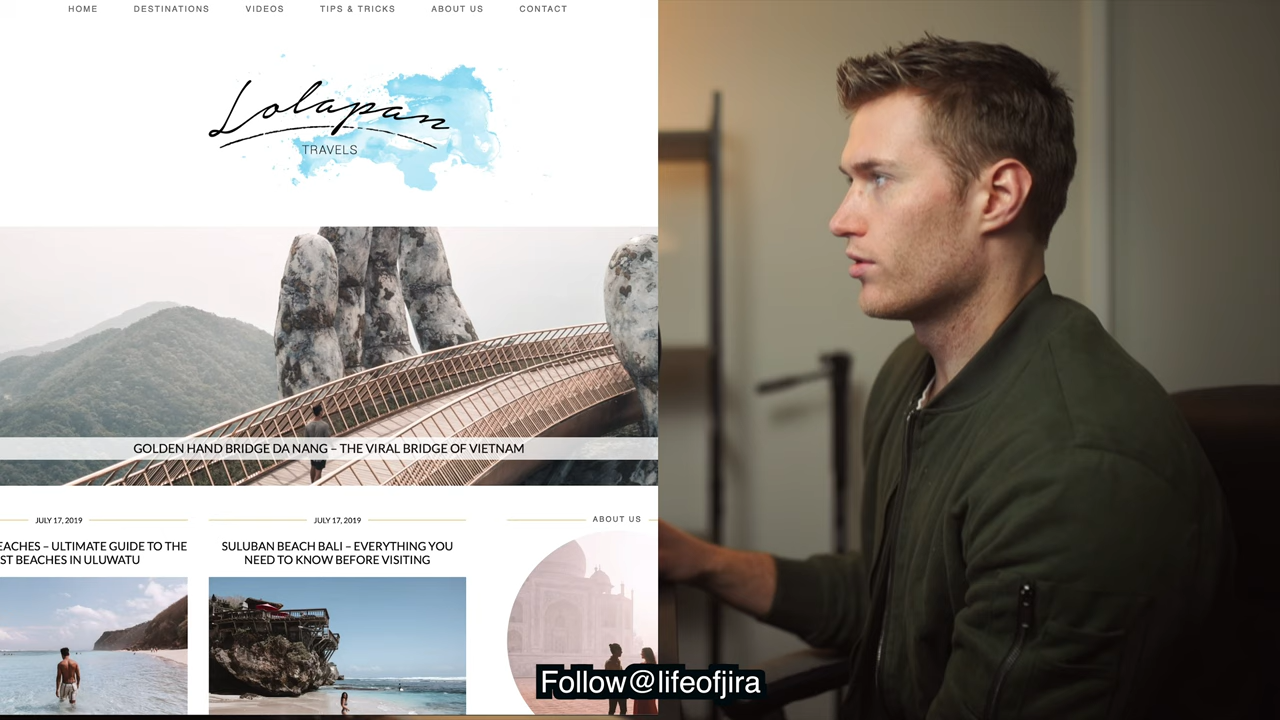 HOME DESTINATIONS VIDEOS TIPS & TRICKS ABOUT US CONTACT
Lolapan
TRAVELS
GOLDEN HAND BRIDGE DA NANG – THE VIRAL BRIDGE OF VIETNAM
JULY 17, 2019
EACHES – ULTIMATE GUIDE TO THE
ST BEACHES IN ULUWATU
JULY 17, 2019
SULUBAN BEACH BALI – EVERYTHING YOU
NEED TO KNOW BEFORE VISITING
ABOUT US
Follow@lifeofjira